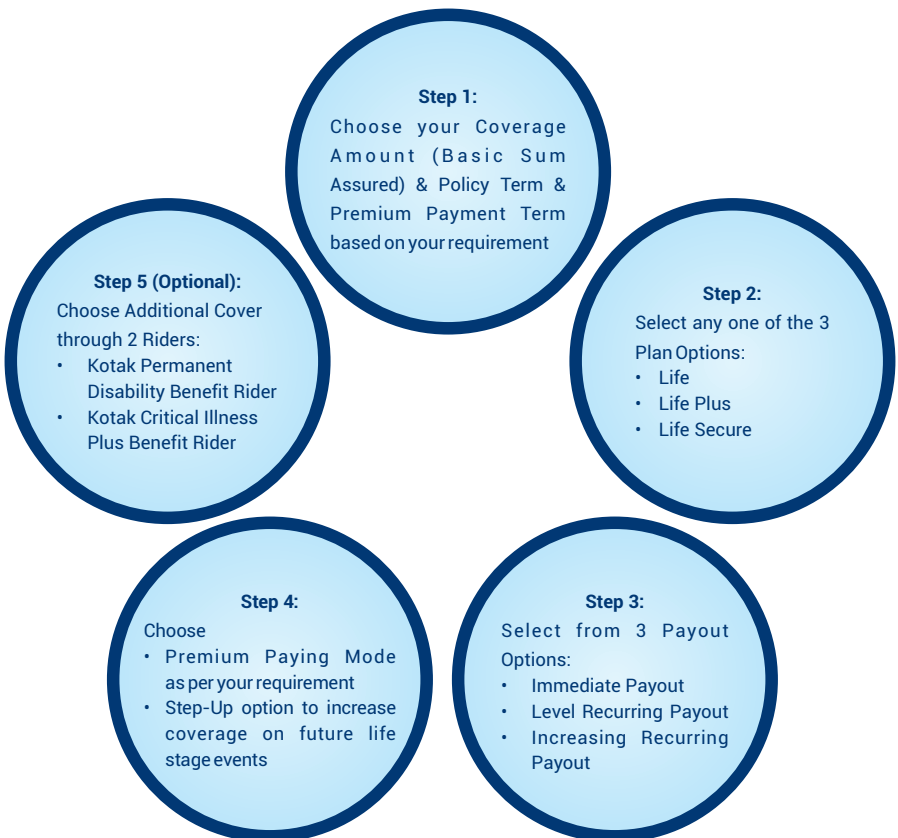 Step 1:
Choose your Coverage
Amount (Basic Sum
Assured) & Policy Term &
Premium Payment Term
based on your requirement
Step 2:
Select any one of the 3
Plan Options:
• Life
• Life Plus
• Life Secure
Step 3:
Select from 3 Payout
Options:
• Immediate Payout
• Level Recurring Payout
• Increasing Recurring
Payout
Step 4:
Choose
• Premium Paying Mode
as per your requirement
• Step-Up option to increase
coverage on future life
stage events
Step 5 (Optional):
Choose Additional Cover
through 2 Riders:
• Kotak Permanent
Disability Benefit Rider
• Kotak Critical Illness
Plus Benefit Rider